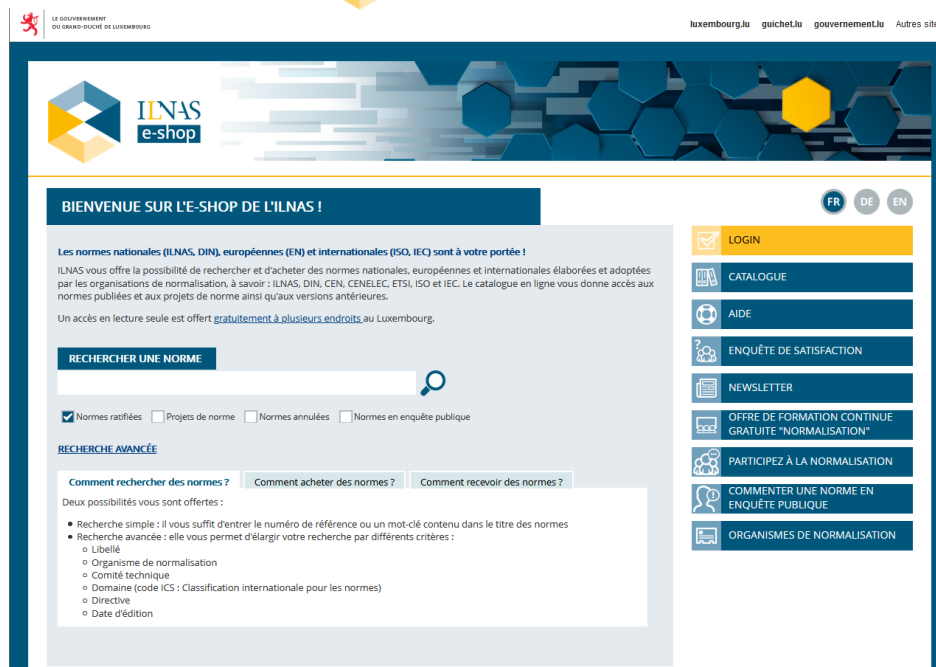 LE GOUVERNEMENT
DU GRAND-DUCHÉ DE LUXEMBOURG
luxembourg.lu guichet.lu gouvernement.lu Autres site
ILNAS
e-shop
BIENVENUE SUR L'E-SHOP DE L'ILNAS !
FR DE EN
Les normes nationales (ILNAS, DIN), européennes (EN) et internationales (ISO, IEC) sont à votre portée !
ILNAS vous offre la possibilité de rechercher et d'acheter des normes nationales, européennes et internationales élaborées et adoptées
par les organisations de normalisation, à savoir : ILNAS, DIN, CEN, CENELEC, ETSI, ISO et IEC. Le catalogue en ligne vous donne accès aux
normes publiées et aux projets de norme ainsi qu'aux versions antérieures.
Un accès en lecture seule est offert gratuitement à plusieurs endroits au Luxembourg.
RECHERCHER UNE NORME
Normes ratifiées Projets de norme Normes annulées Normes en enquête publique
RECHERCHE AVANCÉE
Comment rechercher des normes ? Comment acheter des normes ? Comment recevoir des normes ?
Deux possibilités vous sont offertes :
Recherche simple : il vous suffit d'entrer le numéro de référence ou un mot-clé contenu dans le titre des normes
Recherche avancée : elle vous permet d'élargir votre recherche par différents critères :
Libellé
Organisme de normalisation
Comité technique
Domaine (code ICS : Classification internationale pour les normes)
Directive
Date d'édition
LOGIN
CATALOGUE
AIDE
ENQUÊTE DE SATISFACTION
NEWSLETTER
OFFRE DE FORMATION CONTINUE
GRATUITE "NORMALISATION"
PARTICIPEZ À LA NORMALISATION
COMMENTER UNE NORME EN
ENQUÊTE PUBLIQUE
ORGANISMES DE NORMALISATION